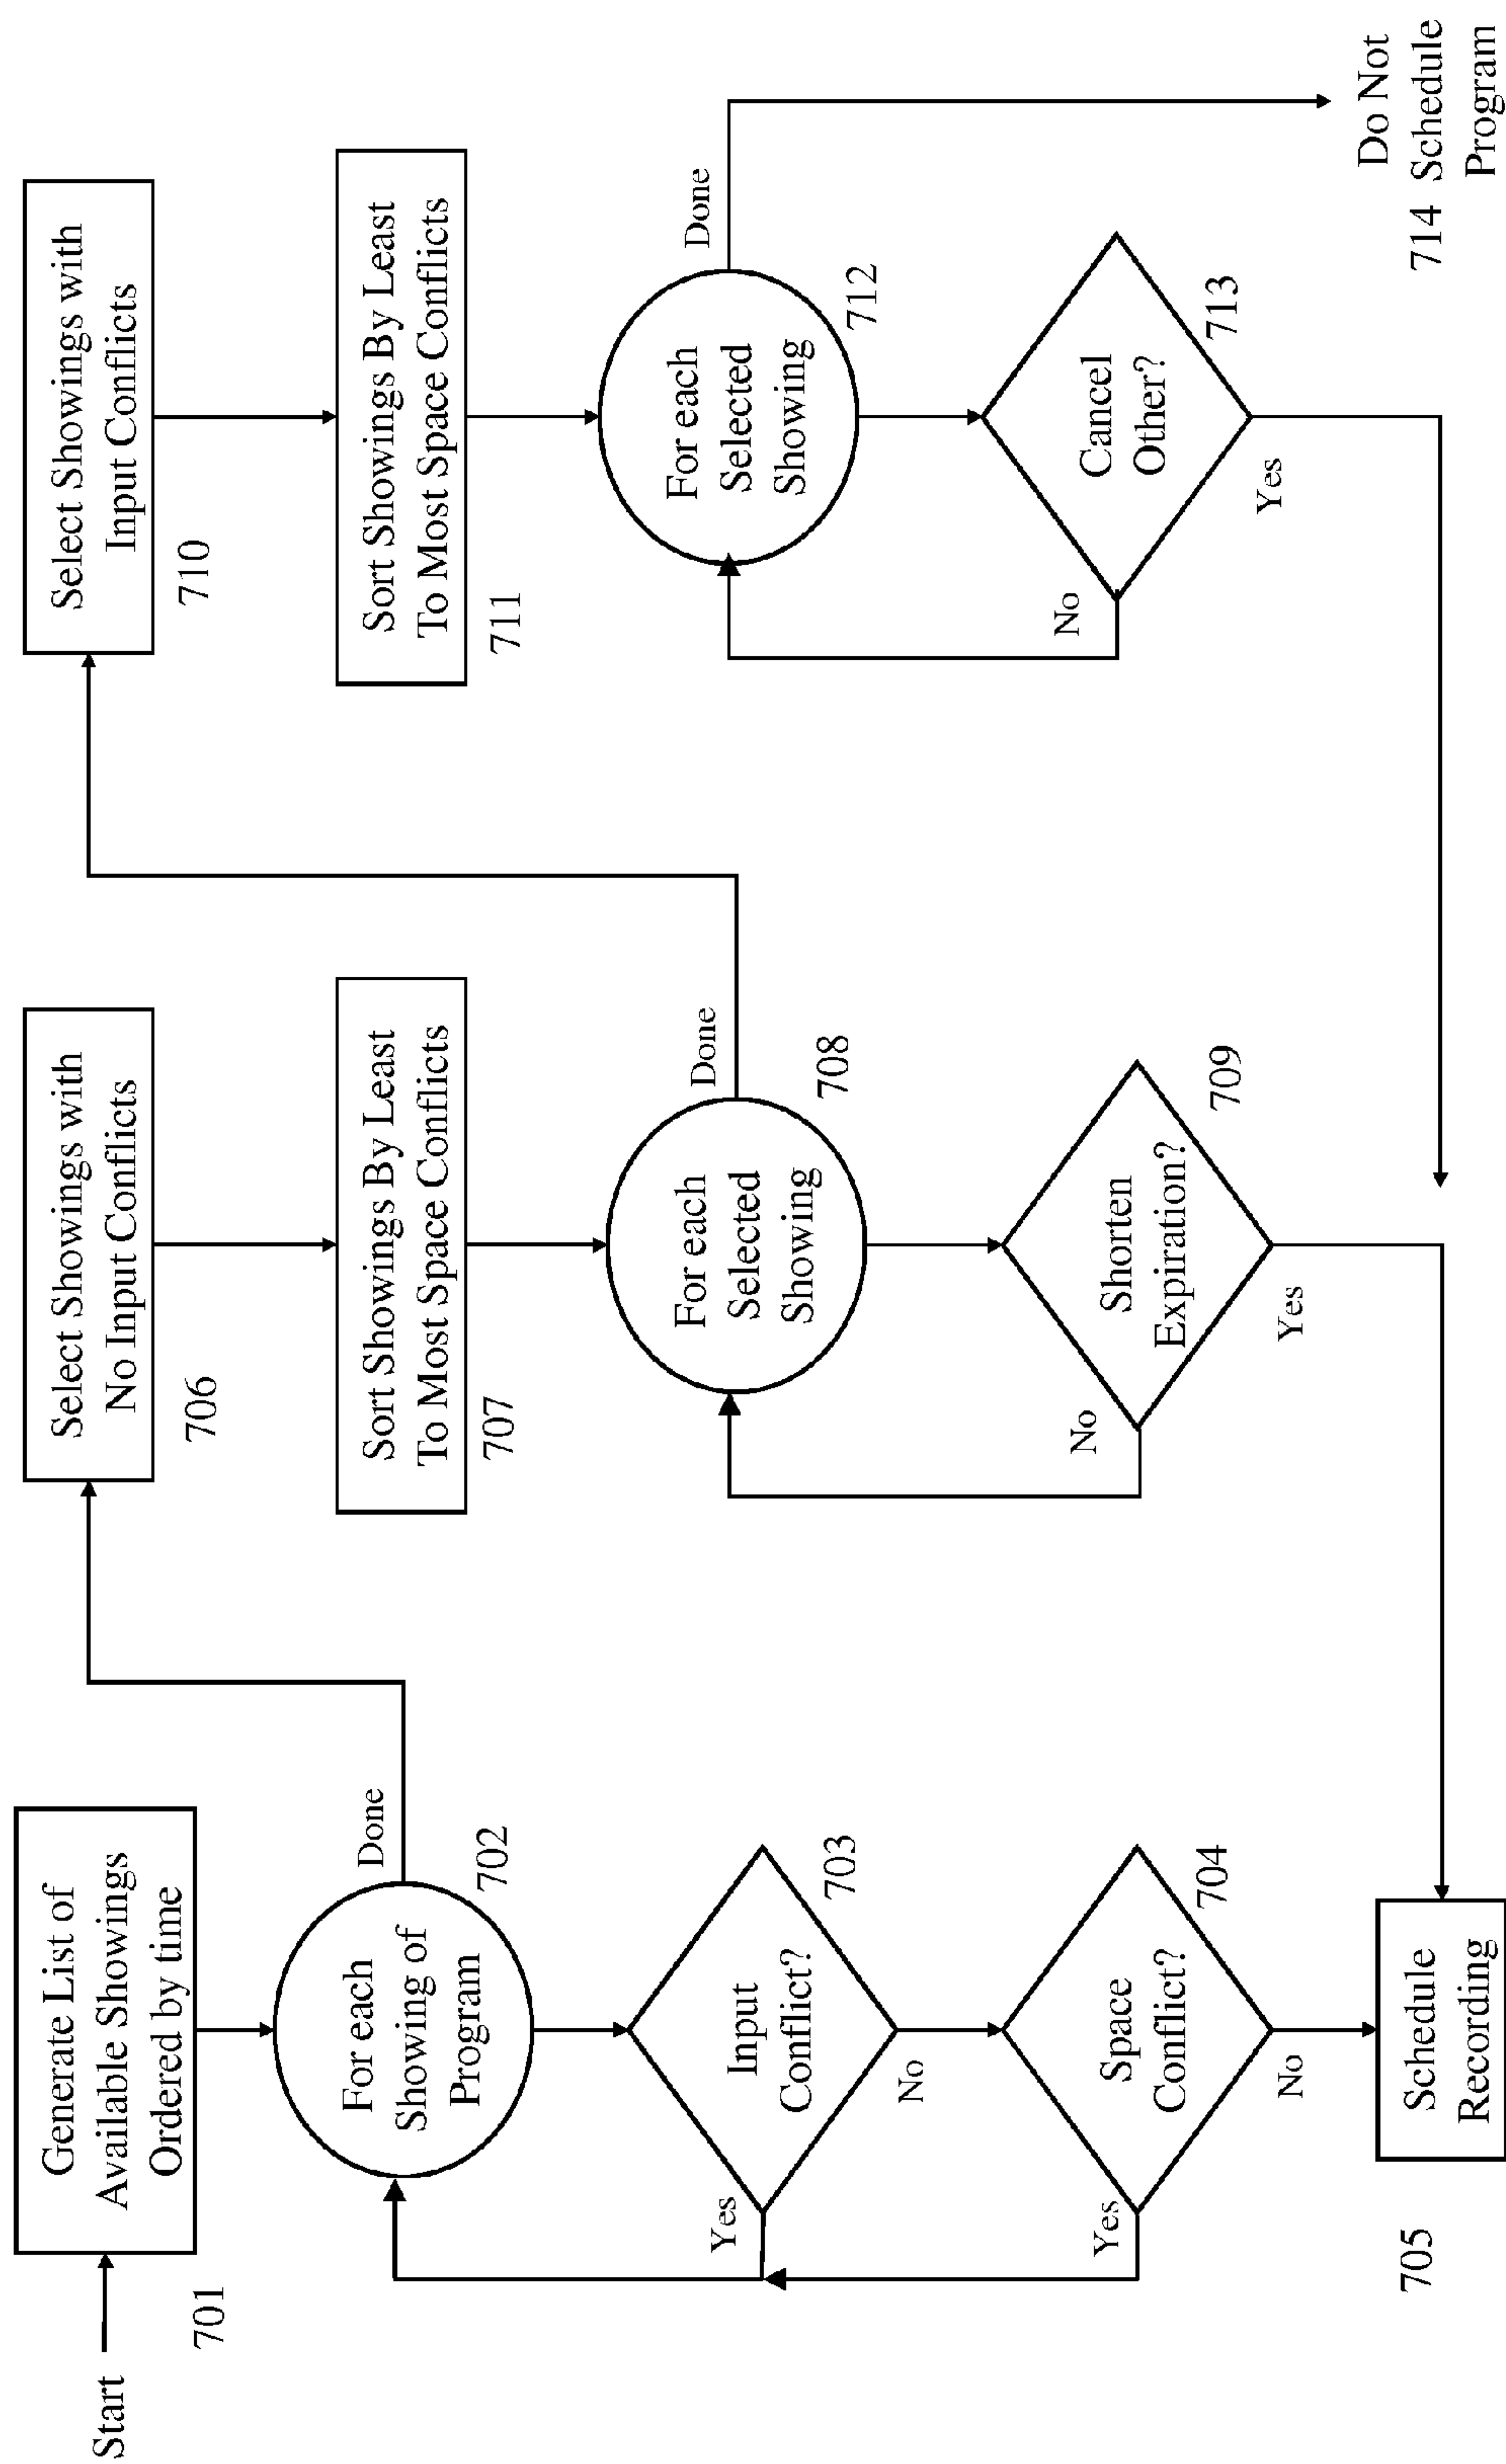 Start
Generate List of
Available Showings
Ordered by time
701
For each
Showing of
Program
Done
702
Input
Conflict?
703
Yes
No
Space
Conflict?
704
Yes
No
Schedule
Recording
705
Select Showings with
No Input Conflicts
706
Sort Showings By Least
To Most Space Conflicts
707
For each
Selected
Showing
Done
708
Shorten
Expiration?
709
No
Yes
Select Showings with
Input Conflicts
710
Sort Showings By Least
To Most Space Conflicts
711
For each
Selected
Showing
Done
712
Cancel
Other?
713
No
Yes
Do Not
714 Schedule
Program